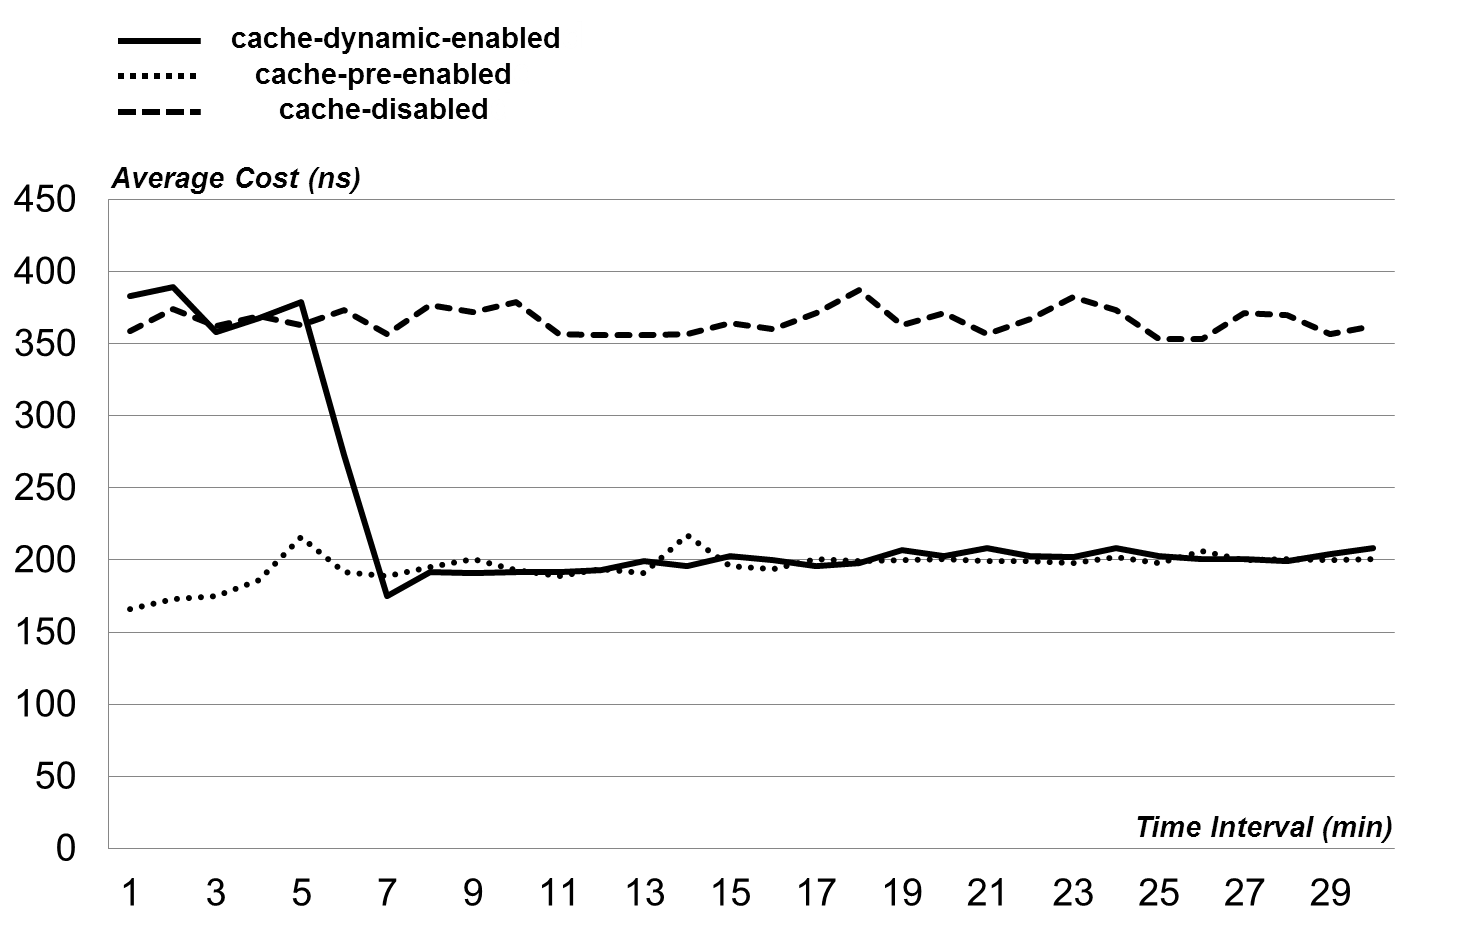 cache-dynamic-enabled
cache-pre-enabled
cache-disabled
Average Cost (ns)
450
400
350
300
250
200
150
100
50
0
Time Interval (min)
1 3 5 7 9 11 13 15 17 19 21 23 25 27 29